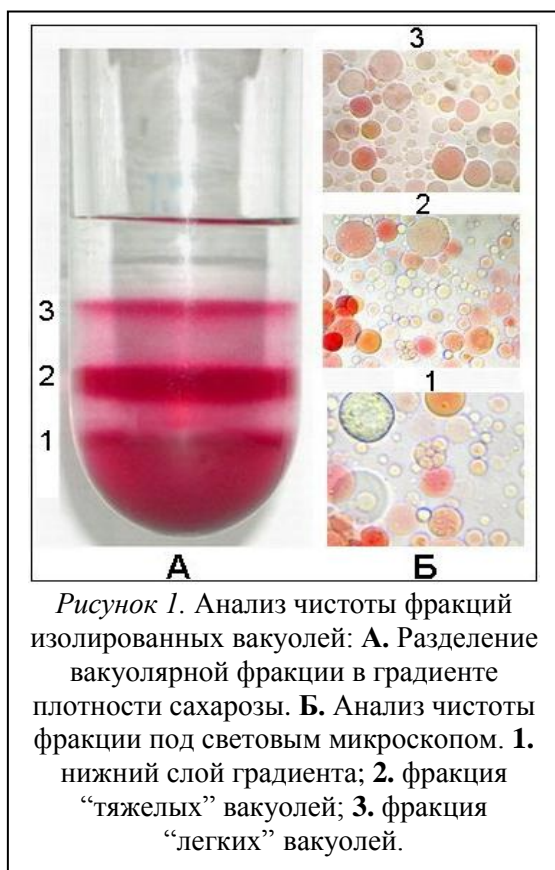 3
3
2
2
1
1
А
Б
Рисунок 1. Анализ чистоты фракций
изолированных вакуолей: А. Разделение
вакуолярной фракции в градиенте
плотности сахарозы. Б. Анализ чистоты
фракции под световым микроскопом. 1.
нижний слой градиента; 2. фракция
“тяжелых” вакуолей; 3. фракция
“легких” вакуолей.